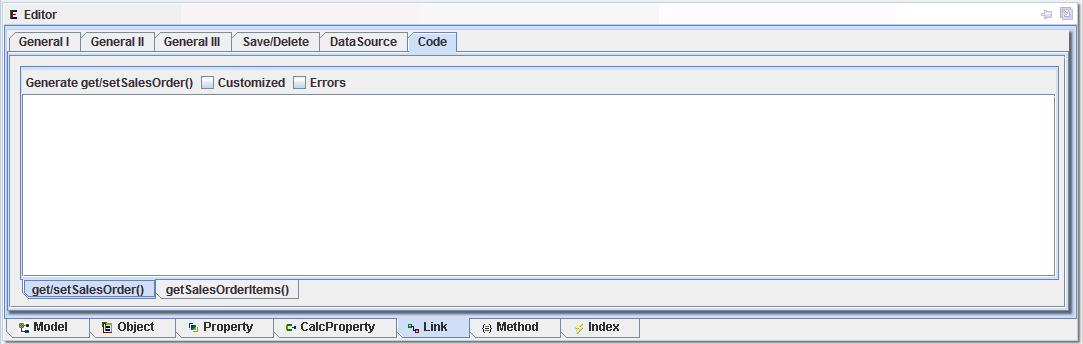 E Editor
General I General II General III Save/Delete DataSource Code
Generate get/setSalesOrder() Customized Errors
get/setSalesOrder() getSalesOrderItems()
Model Object Property CalcProperty Link Method Index